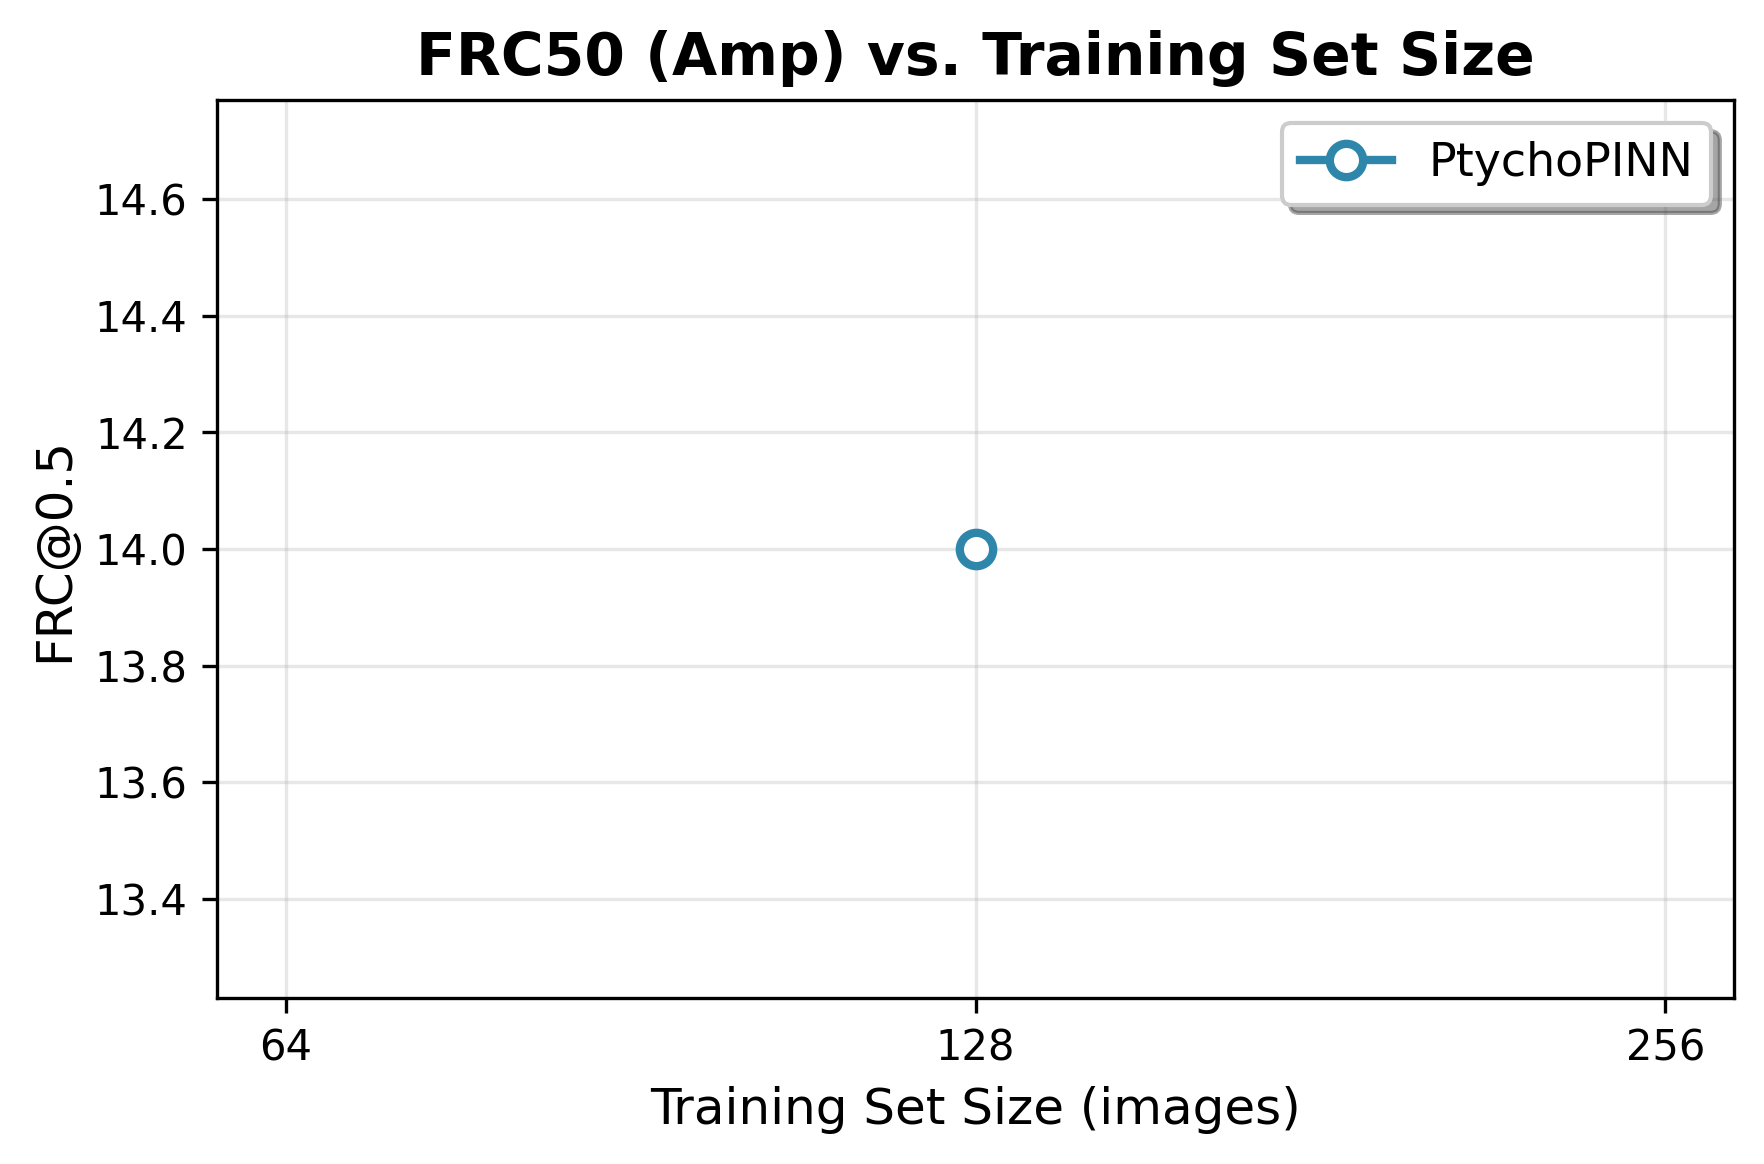 FRC50 (Amp) vs. Training Set Size
PtychoPINN
14.6
14.4
14.2
14.0
13.8
13.6
13.4
FRC@0.5
64
128
256
Training Set Size (images)